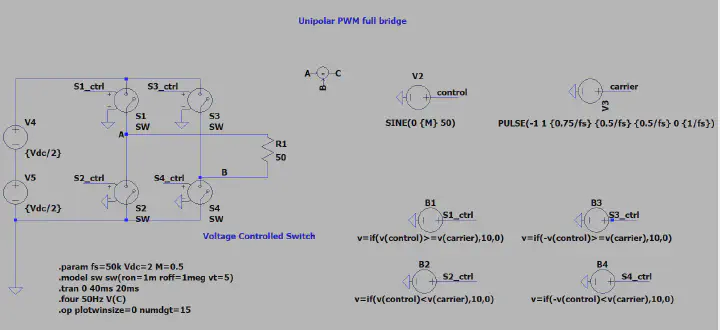 Unipolar PWM full bridge
A
C
B
V2
control
SINE(0 {M} 50)
carrier
V3
PULSE(-1 1 {0.75/fs} {0.5/fs} {0.5/fs} 0 {1/fs})
S1_ctrl
S3_ctrl
S1
SW
S3
SW
V4
{Vdc/2}
A
R1
50
B
V5
{Vdc/2}
S2_ctrl
S4_ctrl
S2
SW
S4
SW
Voltage Controlled Switch
B1
S1_ctrl
v=if(v(control)>=v(carrier),10,0)
B3
S3_ctrl
v=if(-v(control)>=v(carrier),10,0)
B2
S2_ctrl
v=if(v(control)<v(carrier),10,0)
B4
S4_ctrl
v=if(-v(control)<v(carrier),10,0)
.param fs=50k Vdc=2 M=0.5
.model sw sw(ron=1m roff=1meg vt=5)
.tran 0 40ms 20ms
.four 50Hz V(C)
.op plotwinsize=0 numdgt=15